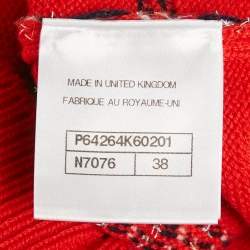 MADE IN UNITED KINGDOM
FABRIQUE AU ROYAUME-UNI
P64264K60201
N7076 38